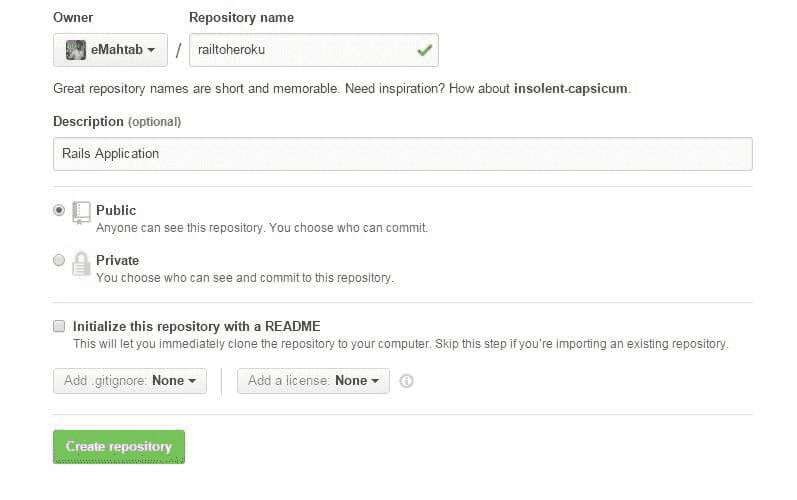 Owner Repository name
eMahtab / railtoheroku
Great repository names are short and memorable. Need inspiration? How about insolent-capsicum.
Description (optional)
Rails Application
Public
Anyone can see this repository. You choose who can commit.
Private
You choose who can see and commit to this repository.
Initialize this repository with a README
This will let you immediately clone the repository to your computer. Skip this step if you're importing an existing repository.
Add .gitignore: None Add a license: None
Create repository